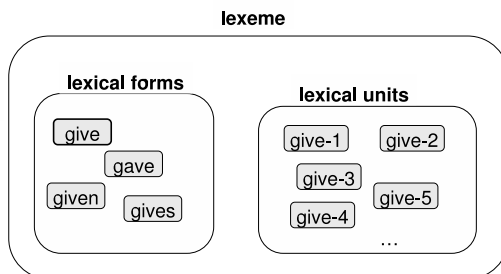 lexeme
lexical forms
give
gave
given
gives
lexical units
give-1
give-2
give-3
give-5
give-4
...